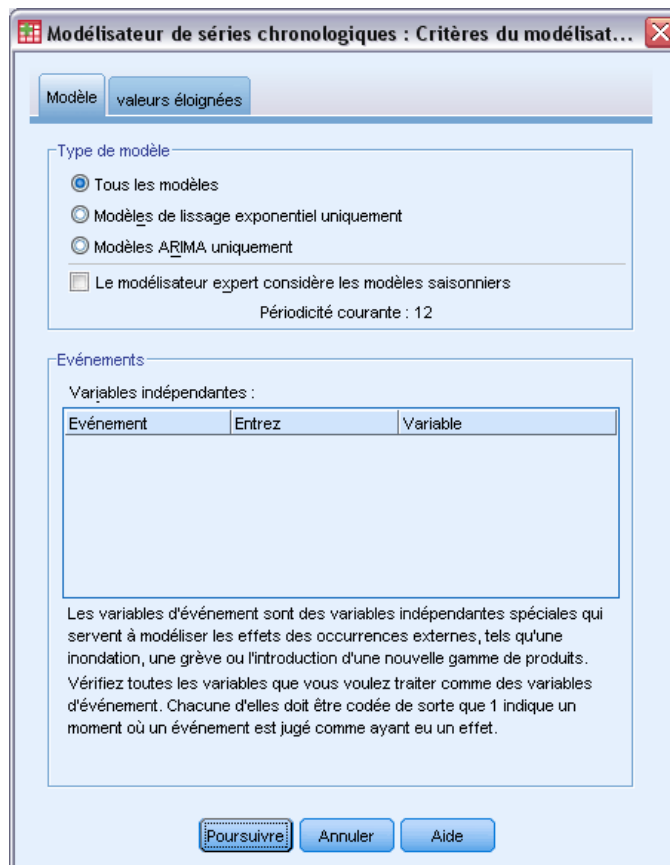 Modélisateur de séries chronologiques : Critères du modélisat...
Modèle
valeurs éloignées
Type de modèle
Tous les modèles
Modèles de lissage exponentiel uniquement
Modèles ARIMA uniquement
Le modélisateur expert considère les modèles saisonniers
Périodicité courante : 12
Evénements
Variables indépendantes :
Evénement Entrez Variable
Les variables d'événement sont des variables indépendantes spéciales qui
servent à modéliser les effets des occurrences externes, tels qu'une
inondation, une grève ou l'introduction d'une nouvelle gamme de produits.
Vérifiez toutes les variables que vous voulez traiter comme des variables
d'événement. Chacune d'elles doit être codée de sorte que 1 indique un
moment où un événement est jugé comme ayant eu un effet.
Poursuivre Annuler Aide